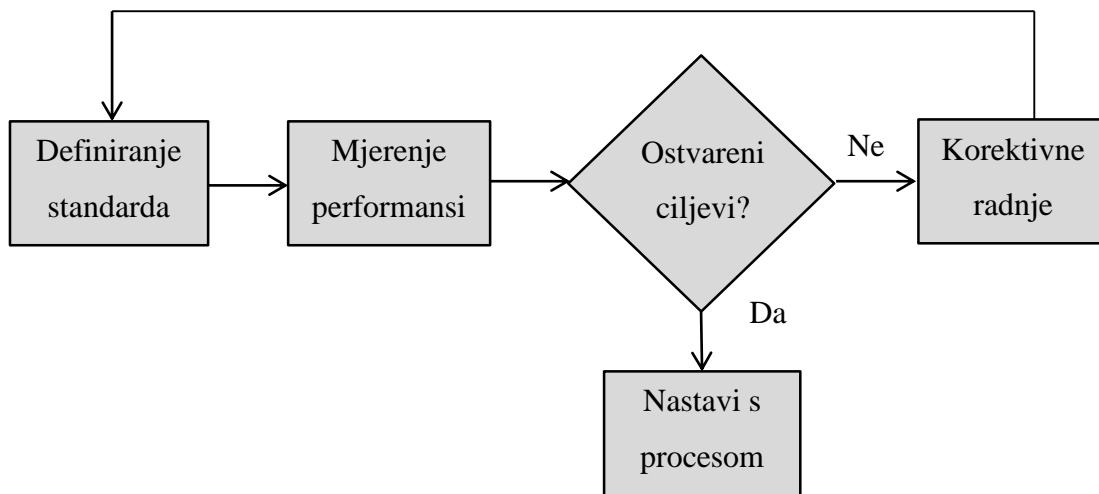 Definiranje
standarda
Mjerenje
performansi
Ostvareni
ciljevi?
Ne
Korektivne
radnje
Da
Nastavi s
procesom